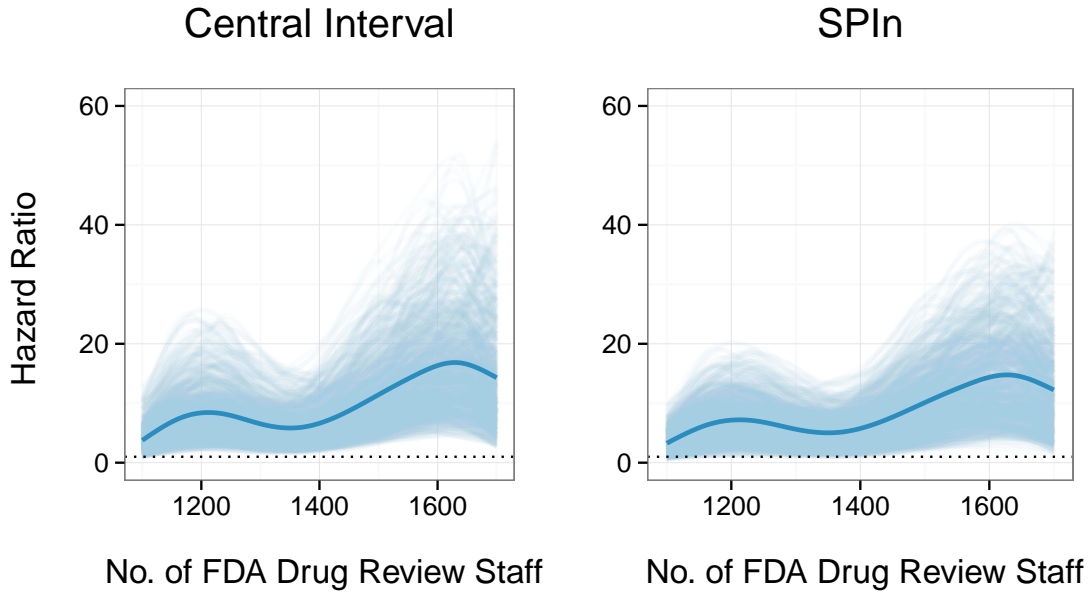 Central Interval
SPIn
Hazard Ratio
60
40
20
0
1200 1400 1600
60
40
20
0
1200 1400 1600
No. of FDA Drug Review Staff
No. of FDA Drug Review Staff